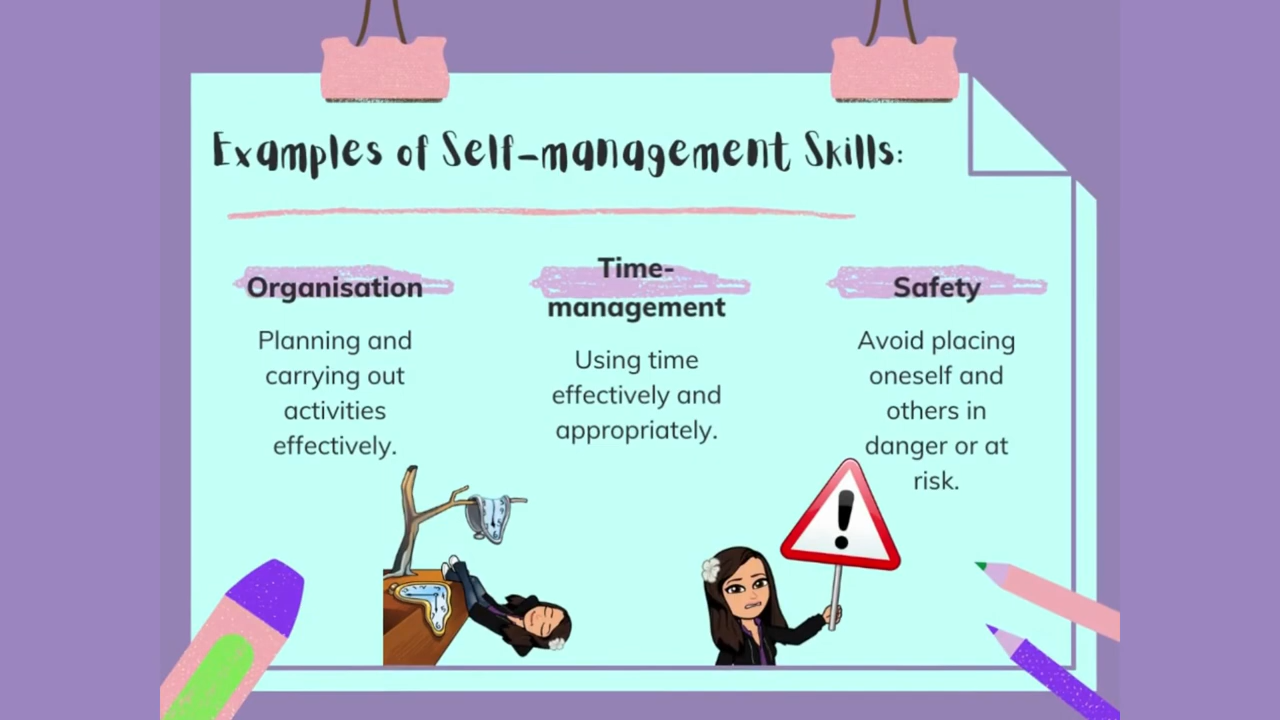 Examples of Self-management Skills:
Organisation
Planning and
carrying out
activities
effectively.
Time-
management
Using time
effectively and
appropriately.
Safety
Avoid placing
oneself and
others in
danger or at
risk.